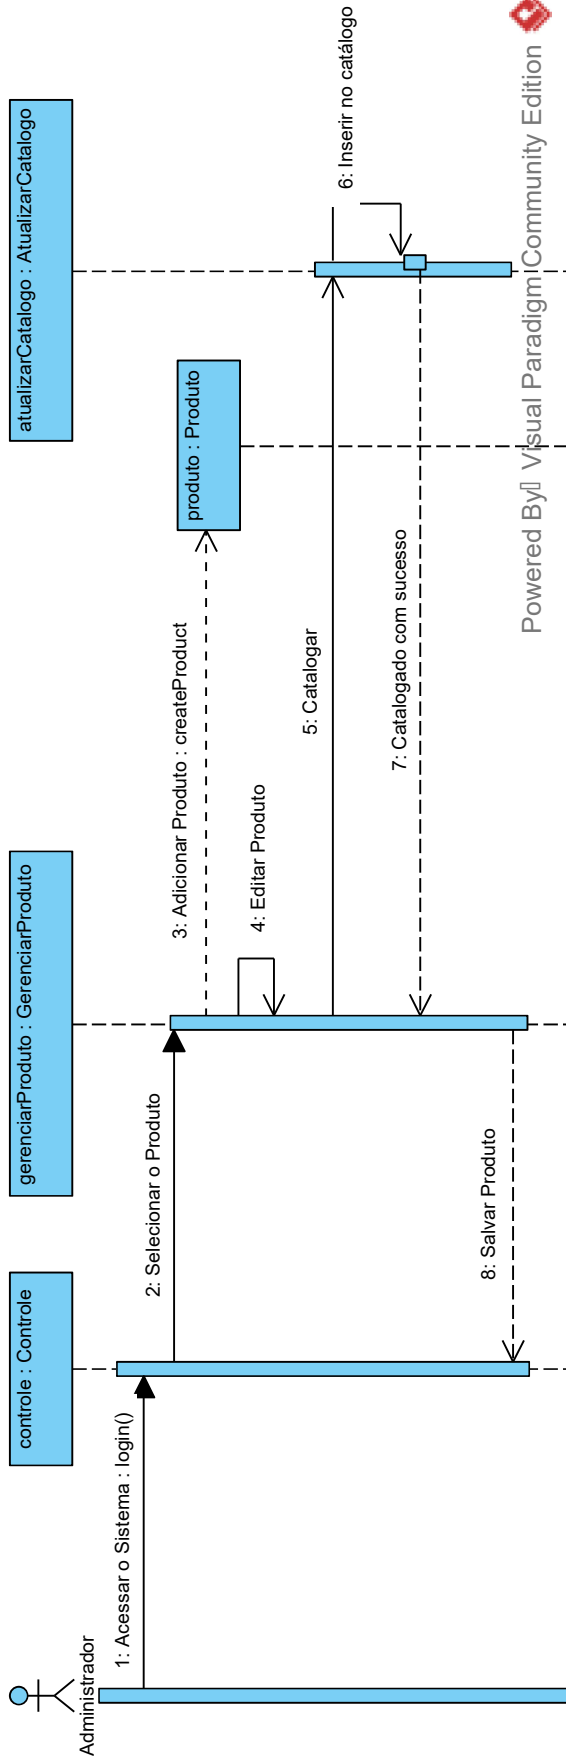 Administrador
controle : Controle
gerenciarProduto : GerenciarProduto
produto : Produto
atualizarCatalogo : AtualizarCatalogo
1: Acessar o Sistema : login()
2: Selecionar o Produto
3: Adicionar Produto : createProduct
4: Editar Produto
5: Catalogar
6: Inserir no catálogo
7: Catalogado com sucesso
8: Salvar Produto
Powered By Visual Paradigm Community Edition